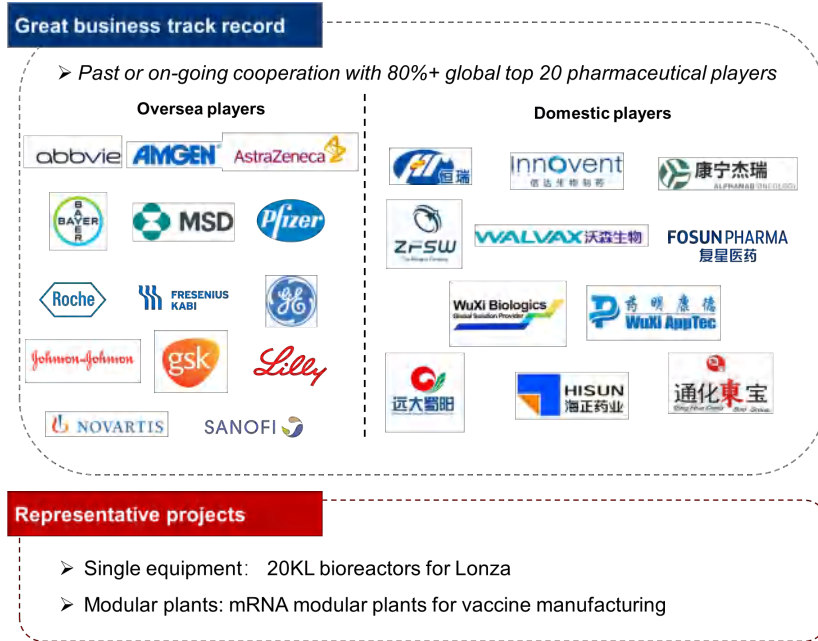 Great business track record
➢ Past or on-going cooperation with 80%+ global top 20 pharmaceutical players
Oversea players
abbvie AMGEN® AstraZeneca
BAYER BAYER MSD Pfizer
Roche FRESENIUS KABI GE
Johnson & Johnson gsk Lilly
NOVARTIS SANOFI
Domestic players
恒瑞 Innovent 信达生物制药 康宁杰瑞 ALPHAMAB ONCOLOGY
ZFSW WALVAX沃森生物 FOSUN PHARMA 复星医药
WuXi Biologics Global Solution Provider 药明康德 WuXi AppTec
远大蜀阳 HISUN 海正药业 通化東宝
Representative projects
➢ Single equipment： 20KL bioreactors for Lonza
➢ Modular plants: mRNA modular plants for vaccine manufacturing